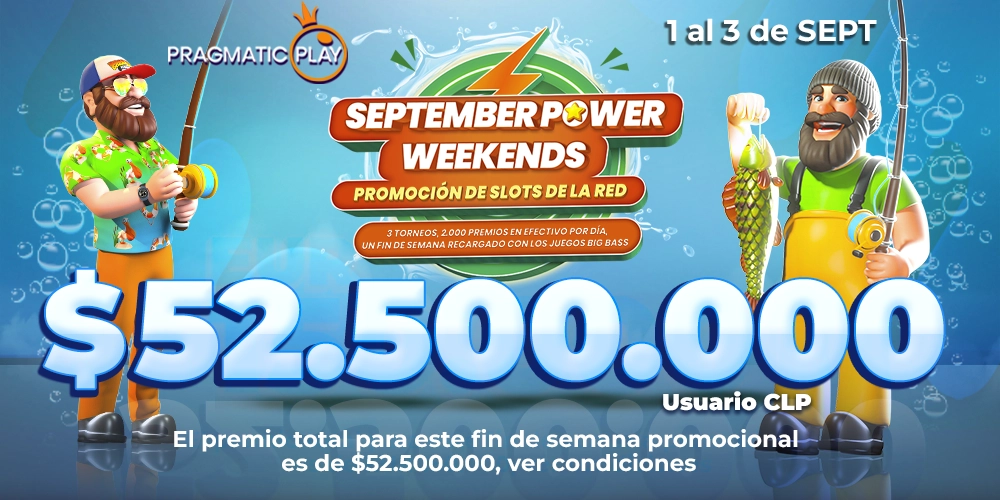 PRAGMATIC PLAY
1 al 3 de SEPT
SEPTEMBER POWER
WEEKENDS
PROMOCIÓN DE SLOTS DE LA RED
3 TORNEOS, 2.000 PREMIOS EN EFECTIVO POR DÍA,
UN FIN DE SEMANA RECARGADO CON LOS JUEGOS BIG BASS
$52.500.000
Usuario CLP
El premio total para este fin de semana promocional
es de $52.500.000, ver condiciones